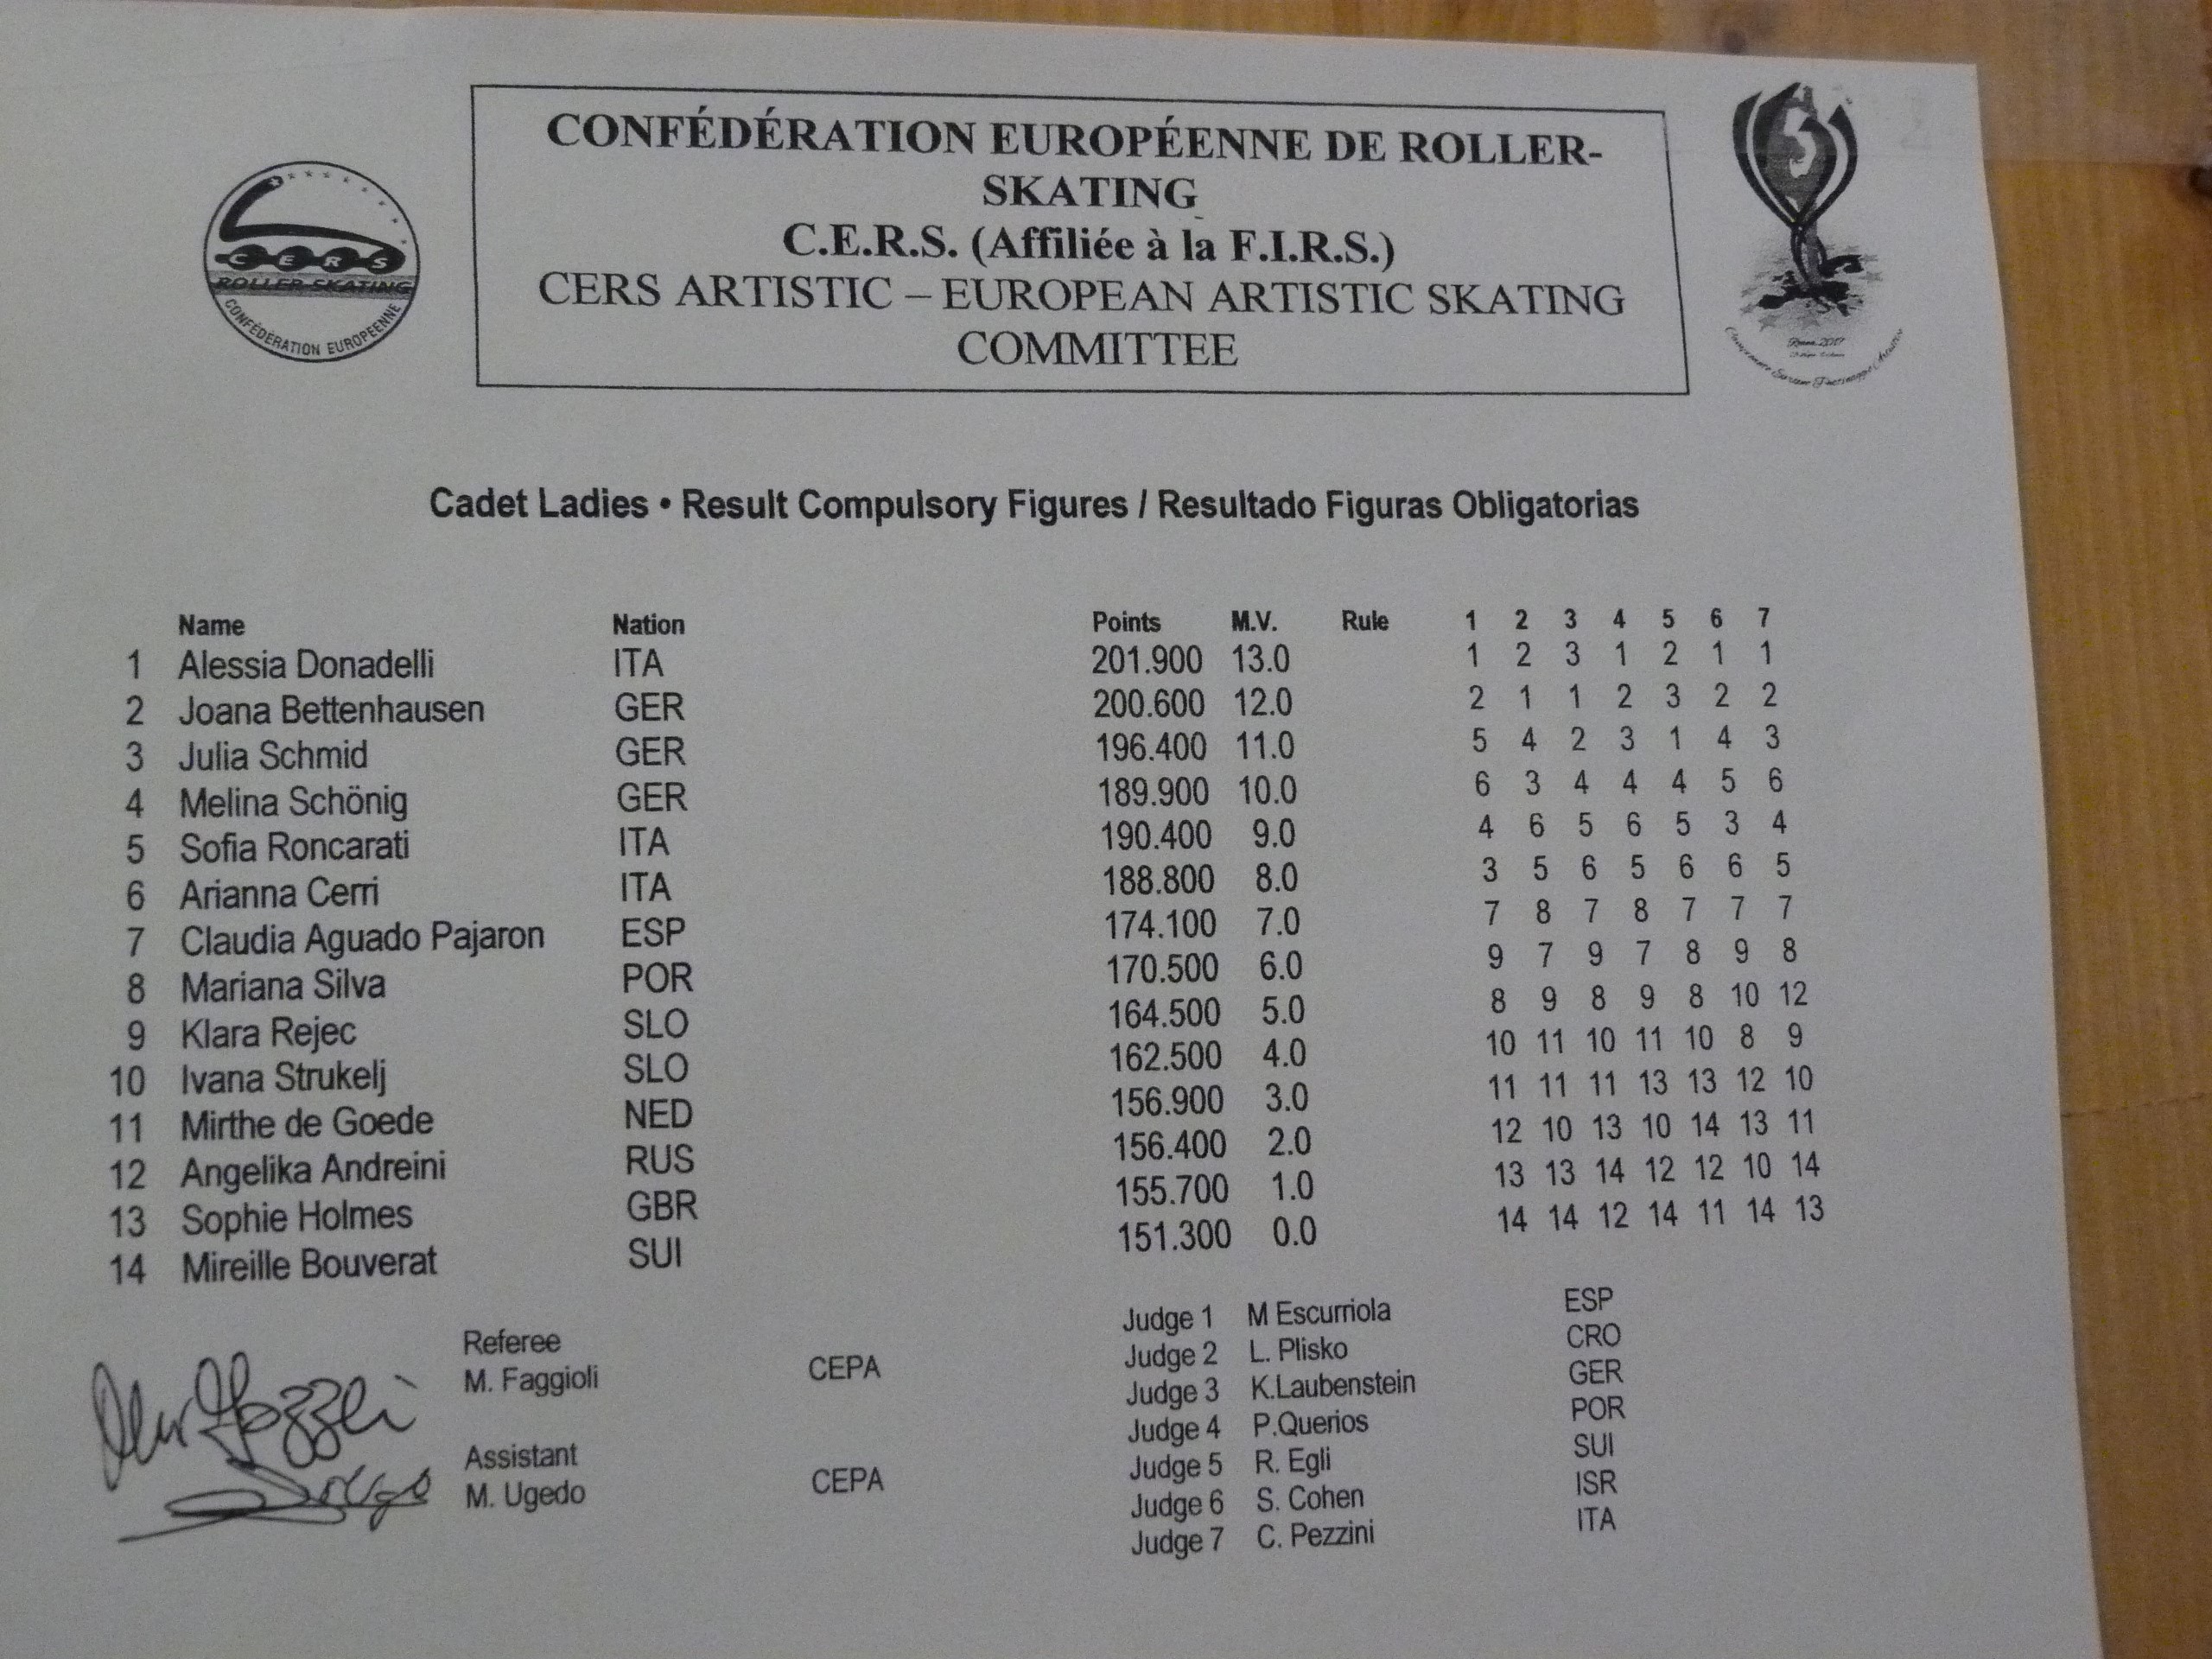 CONFÉDÉRATION EUROPÉENNE DE ROLLER-
SKATING
C.E.R.S. (Affiliée à la F.I.R.S.)
CERS ARTISTIC – EUROPEAN ARTISTIC SKATING
COMMITTEE
CERS
ROLLER SKATING
CONFÉDÉRATION EUROPÉENNE
Cadet Ladies • Result Compulsory Figures / Resultado Figuras Obligatorias
Name Nation Points M.V. Rule 1 2 3 4 5 6 7
1 Alessia Donadelli ITA 201.900 13.0 1 2 3 1 2 1 1
2 Joana Bettenhausen GER 200.600 12.0 2 1 1 2 3 2 2
3 Julia Schmid GER 196.400 11.0 5 4 2 3 1 4 3
4 Melina Schönig GER 189.900 10.0 6 3 4 4 4 5 6
5 Sofia Roncarati ITA 190.400 9.0 4 6 5 6 5 3 4
6 Arianna Cerri ITA 188.800 8.0 3 5 6 5 6 6 5
7 Claudia Aguado Pajaron ESP 174.100 7.0 7 8 7 8 7 7 7
8 Mariana Silva POR 170.500 6.0 9 7 9 7 8 9 8
9 Klara Rejec SLO 164.500 5.0 8 9 8 9 8 10 12
10 Ivana Strukelj SLO 162.500 4.0 10 11 10 11 10 8 9
11 Mirthe de Goede NED 156.900 3.0 11 11 11 13 13 12 10
12 Angelika Andreini RUS 156.400 2.0 12 10 13 10 14 13 11
13 Sophie Holmes GBR 155.700 1.0 13 13 14 12 12 10 14
14 Mireille Bouverat SUI 151.300 0.0 14 14 12 14 11 14 13
Referee
M. Faggioli CEPA
Assistant
M. Ugedo CEPA
Judge 1 M Escurriola ESP
Judge 2 L. Plisko CRO
Judge 3 K.Laubenstein GER
Judge 4 P.Querios POR
Judge 5 R. Egli SUI
Judge 6 S. Cohen ISR
Judge 7 C. Pezzini ITA